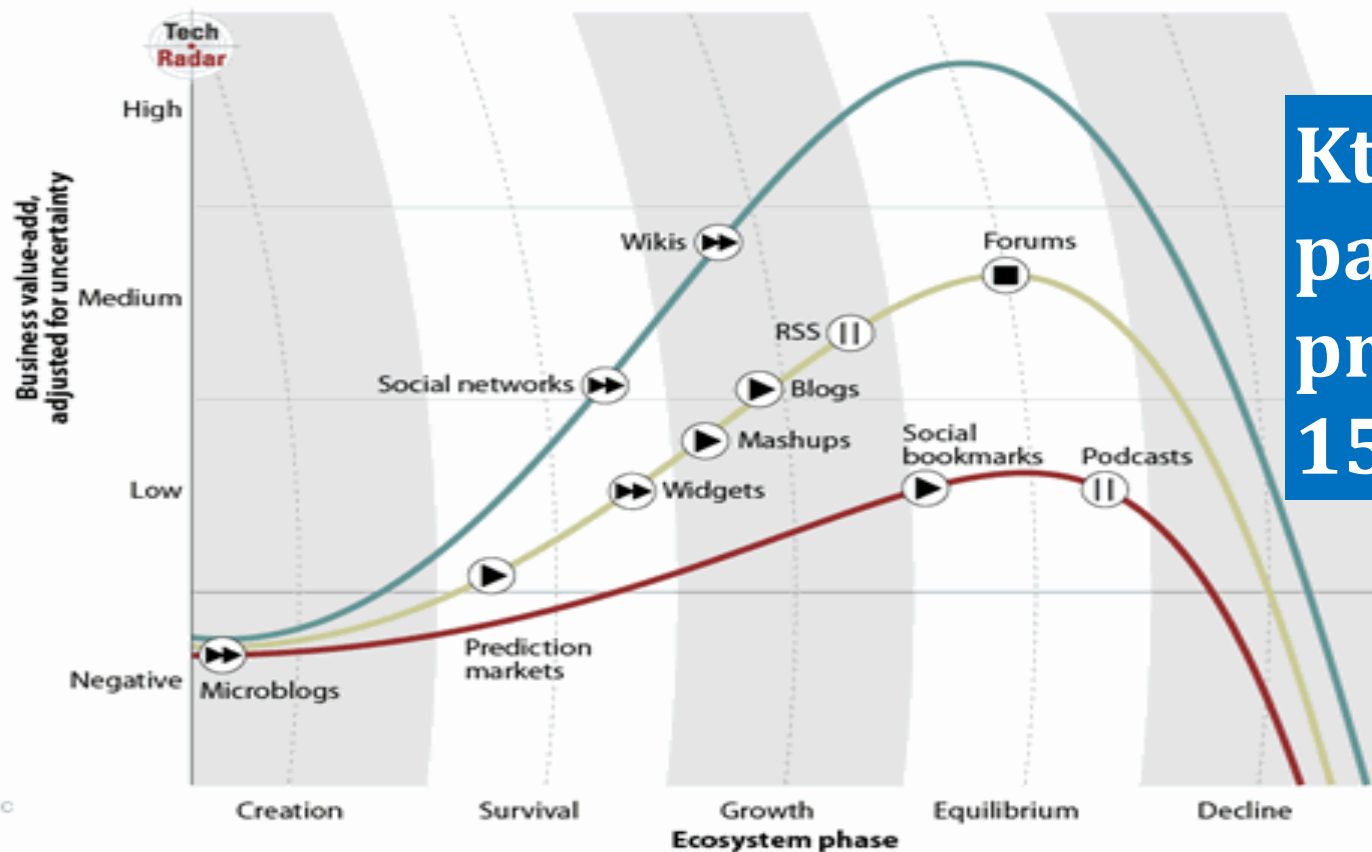 Tech
Radar
High
Business value-add,
adjusted for uncertainty
Wikis
Forums
Medium
RSS
Social networks
Blogs
Mashups
Social
bookmarks
Podcasts
Low
Widgets
Prediction
markets
Negative
Microblogs
Creation
Survival
Growth
Equilibrium
Decline
Ecosystem phase
Kt
pa
pr
15